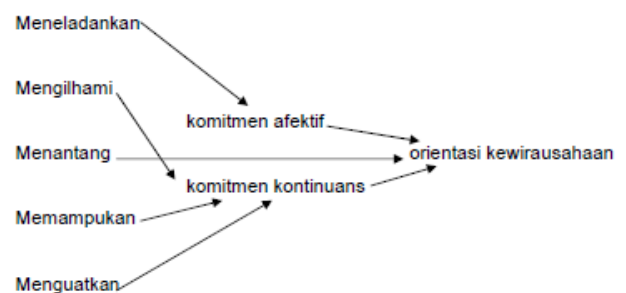 Meneladankan
Mengilhami
komitmen afektif
Menantang
orientasi kewirausahaan
komitmen kontinuans
Memampukan
Menguatkan